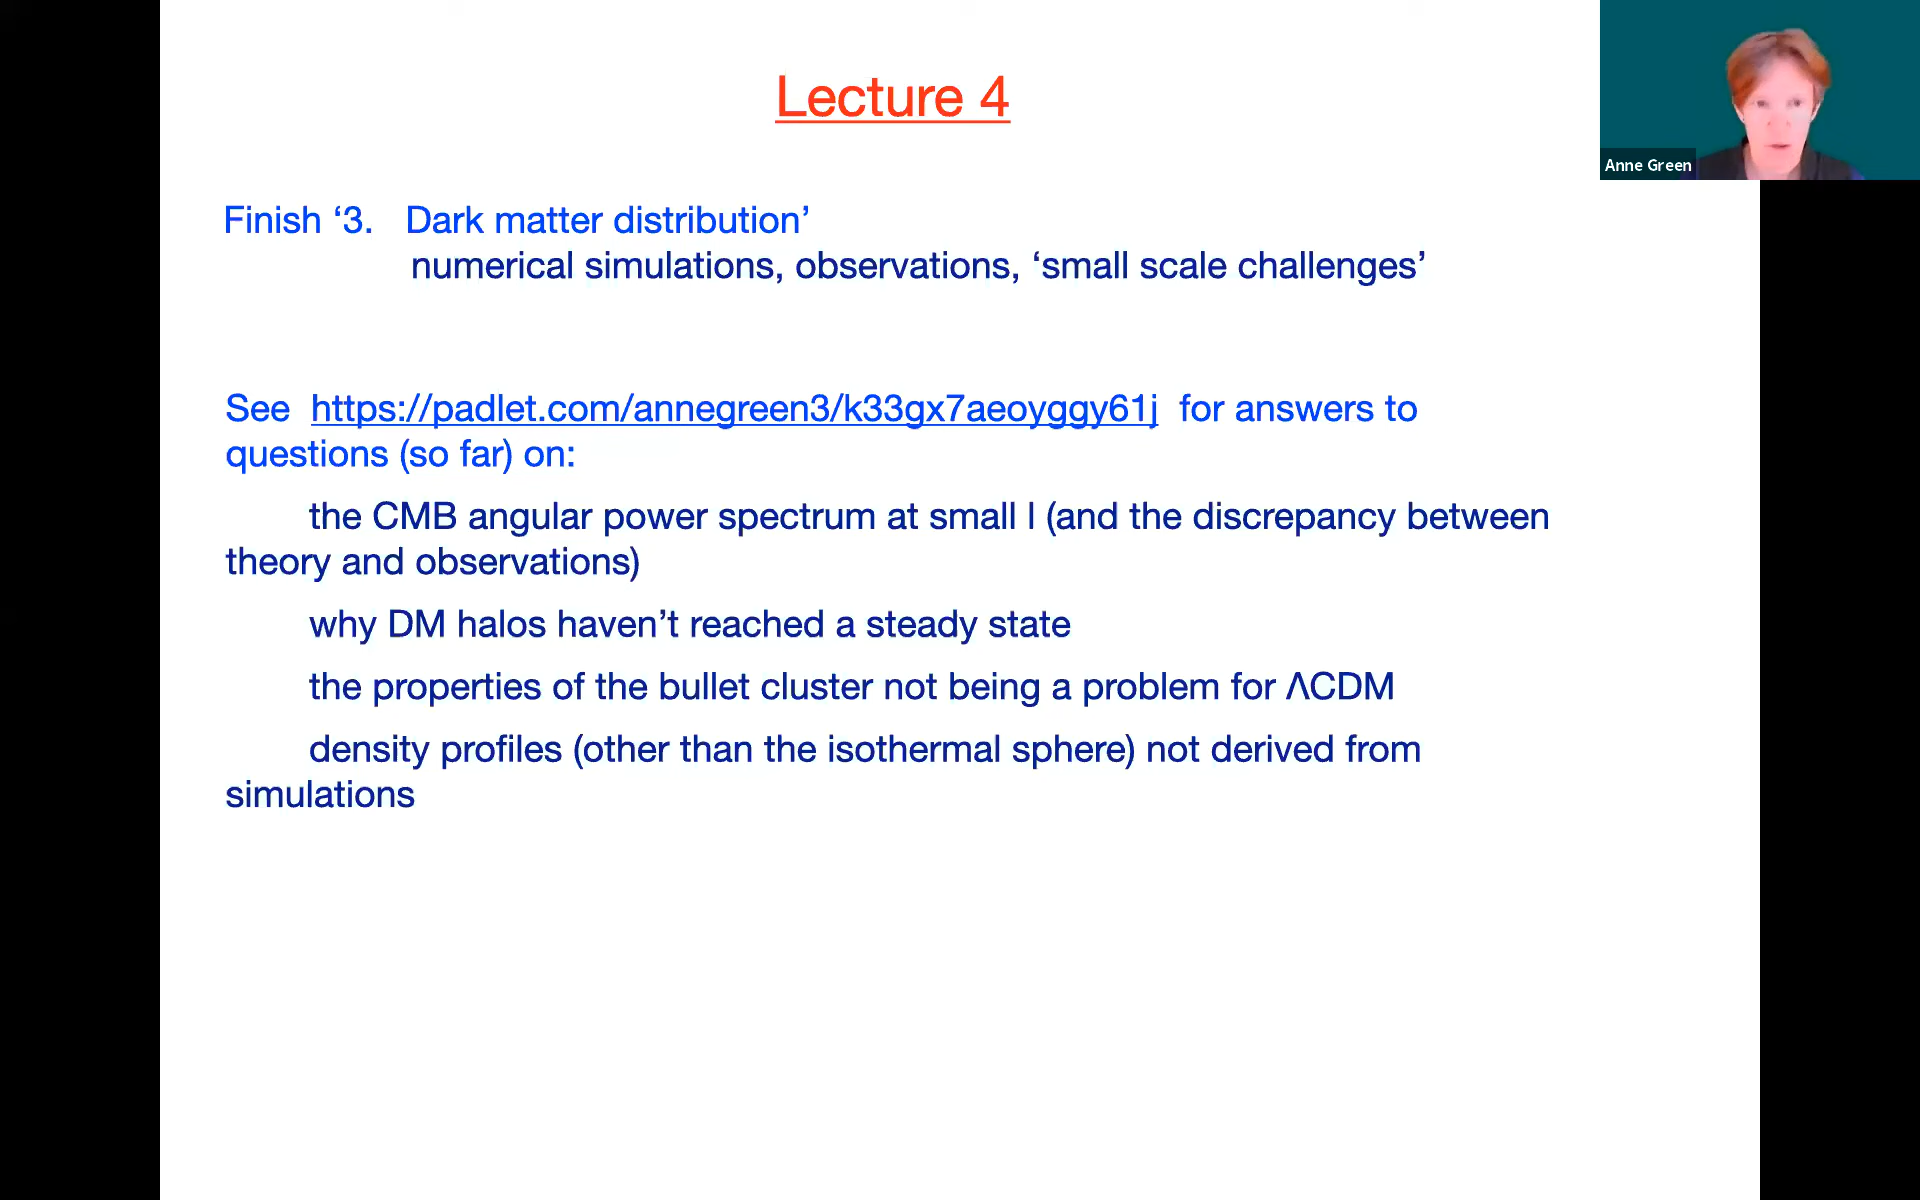 Lecture 4
Anne Green
Finish ‘3. Dark matter distribution’
numerical simulations, observations, ‘small scale challenges’
See https://padlet.com/annegreen3/k33gx7aeoyggy61j for answers to
questions (so far) on:
the CMB angular power spectrum at small l (and the discrepancy between
theory and observations)
why DM halos haven’t reached a steady state
the properties of the bullet cluster not being a problem for ΛCDM
density profiles (other than the isothermal sphere) not derived from
simulations